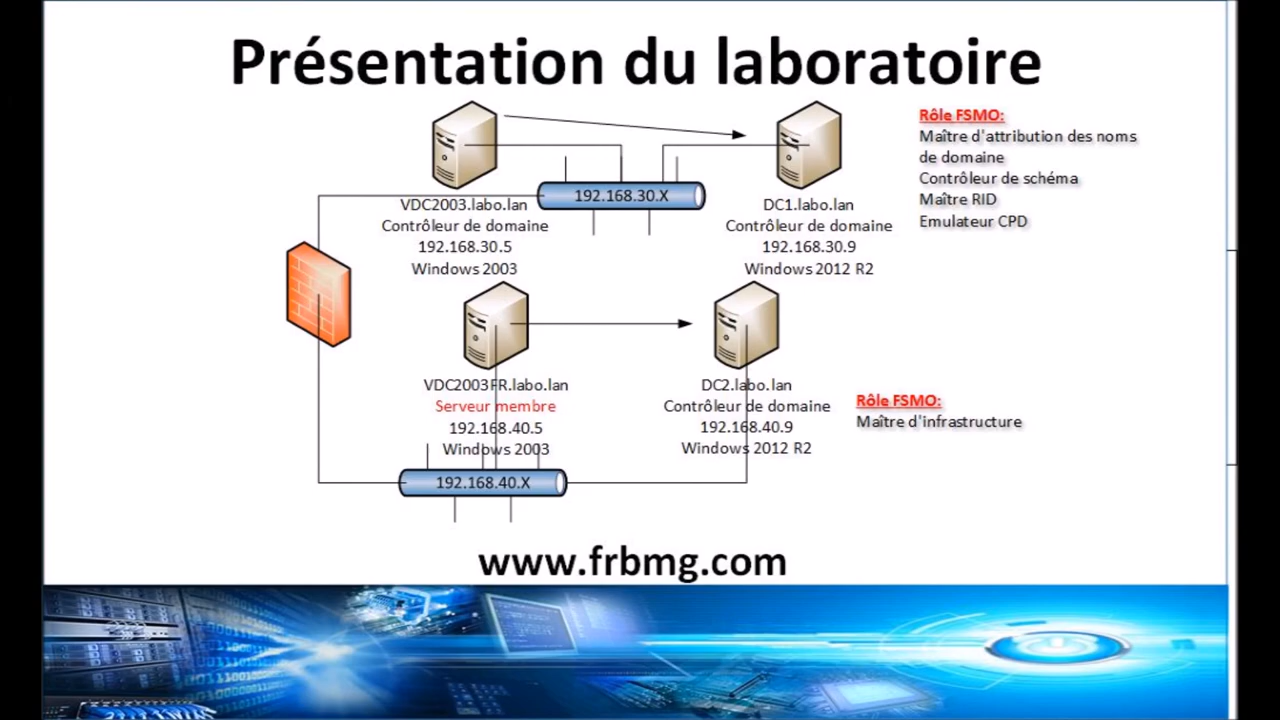 Présentation du laboratoire
192.168.30.X
VDC2003.labo.lan
Contrôleur de domaine
192.168.30.5
Windows 2003
DC1.labo.lan
Contrôleur de domaine
192.168.30.9
Windows 2012 R2
Rôle FSMO:
Maître d'attribution des noms
de domaine
Contrôleur de schéma
Maître RID
Emulateur CPD
VDC2003FR.labo.lan
Serveur membre
192.168.40.5
Windows 2003
DC2.labo.lan
Contrôleur de domaine
192.168.40.9
Windows 2012 R2
Rôle FSMO:
Maître d'infrastructure
192.168.40.X
www.frbmg.com